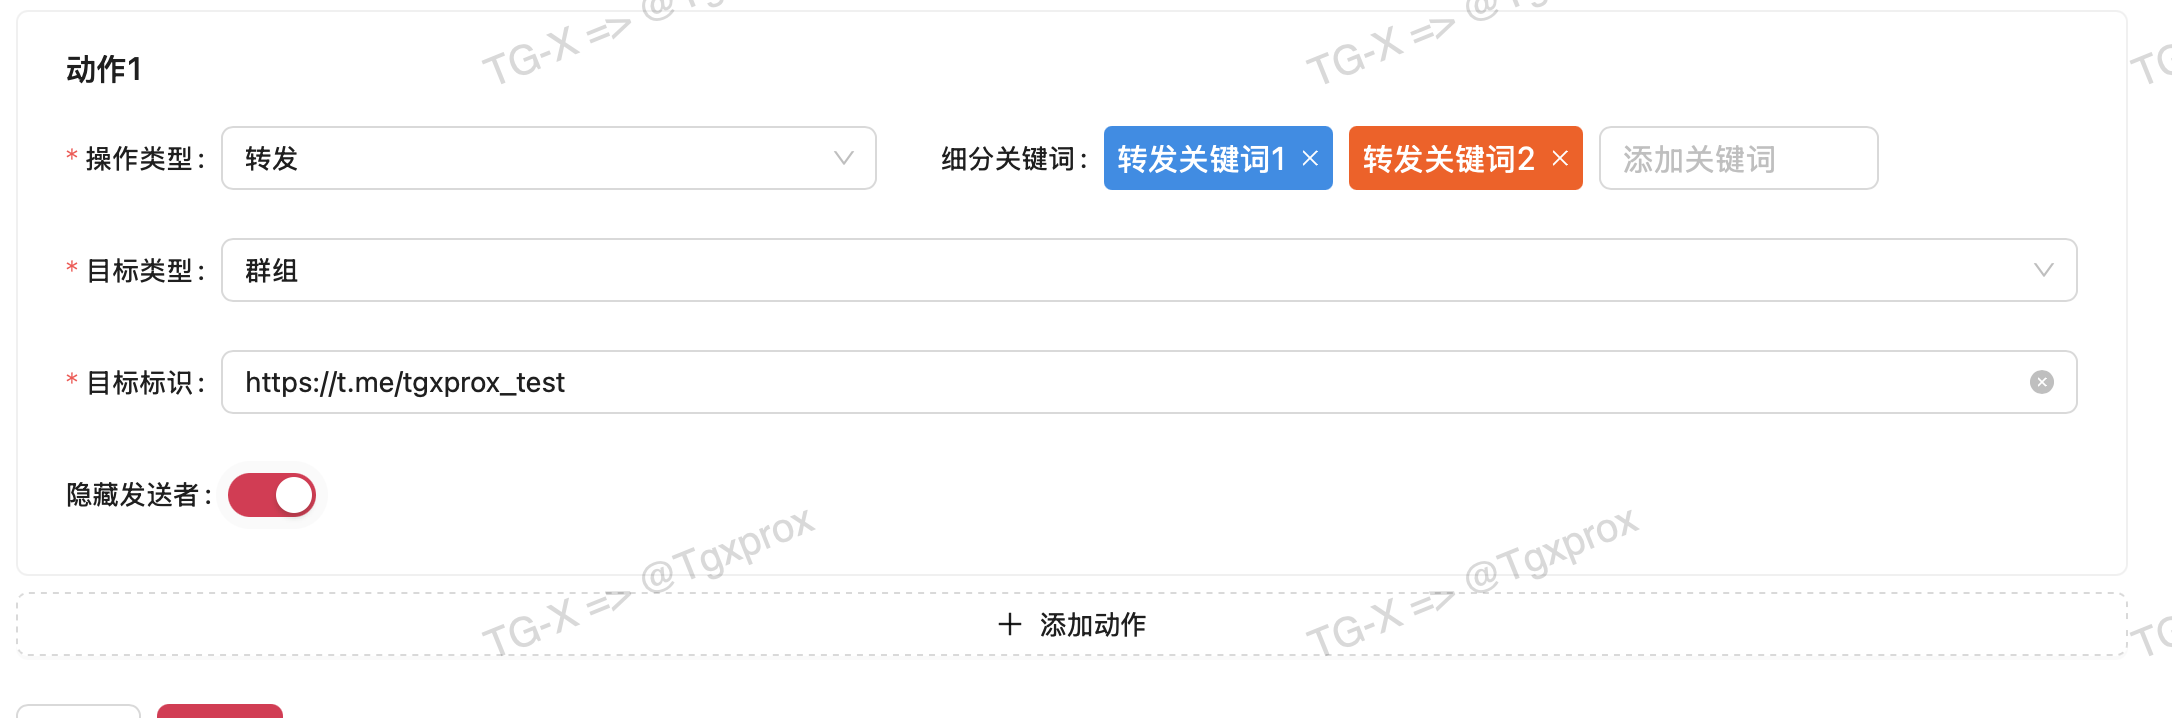 TG-X => @Tg
TG-X => @Tg
动作1
* 操作类型: 转发 细分关键词: 转发关键词1 × 转发关键词2 × 添加关键词
* 目标类型: 群组
* 目标标识: https://t.me/tgxprox_test
隐藏发送者:
TG-X => @Tgxprox
TG-X => @Tgxprox
+ 添加动作